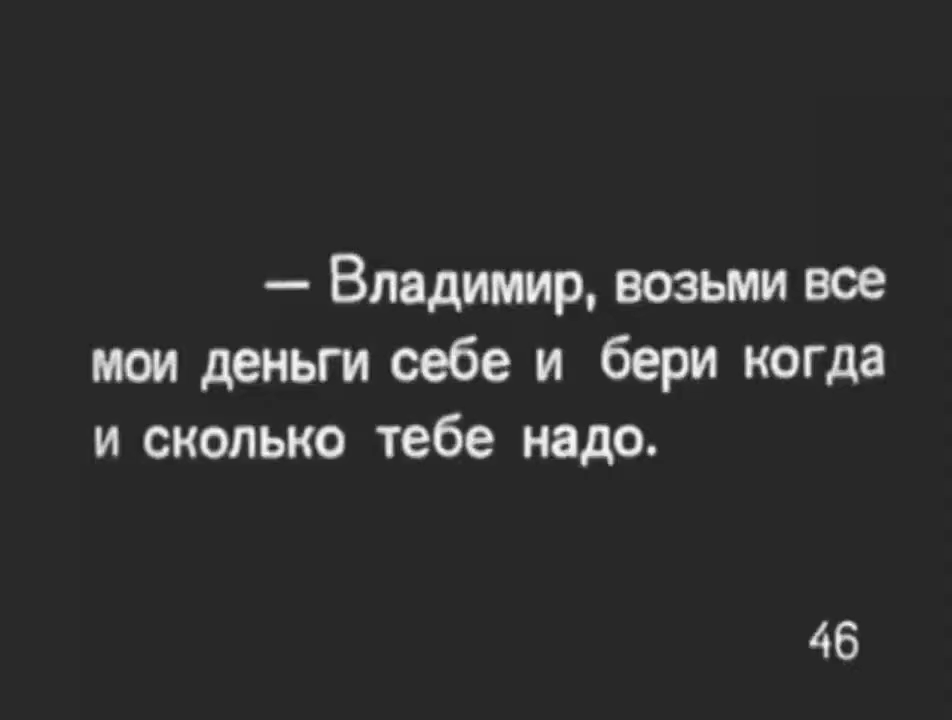 — Владимир, возьми все
мои деньги себе и бери когда
и сколько тебе надо.
46